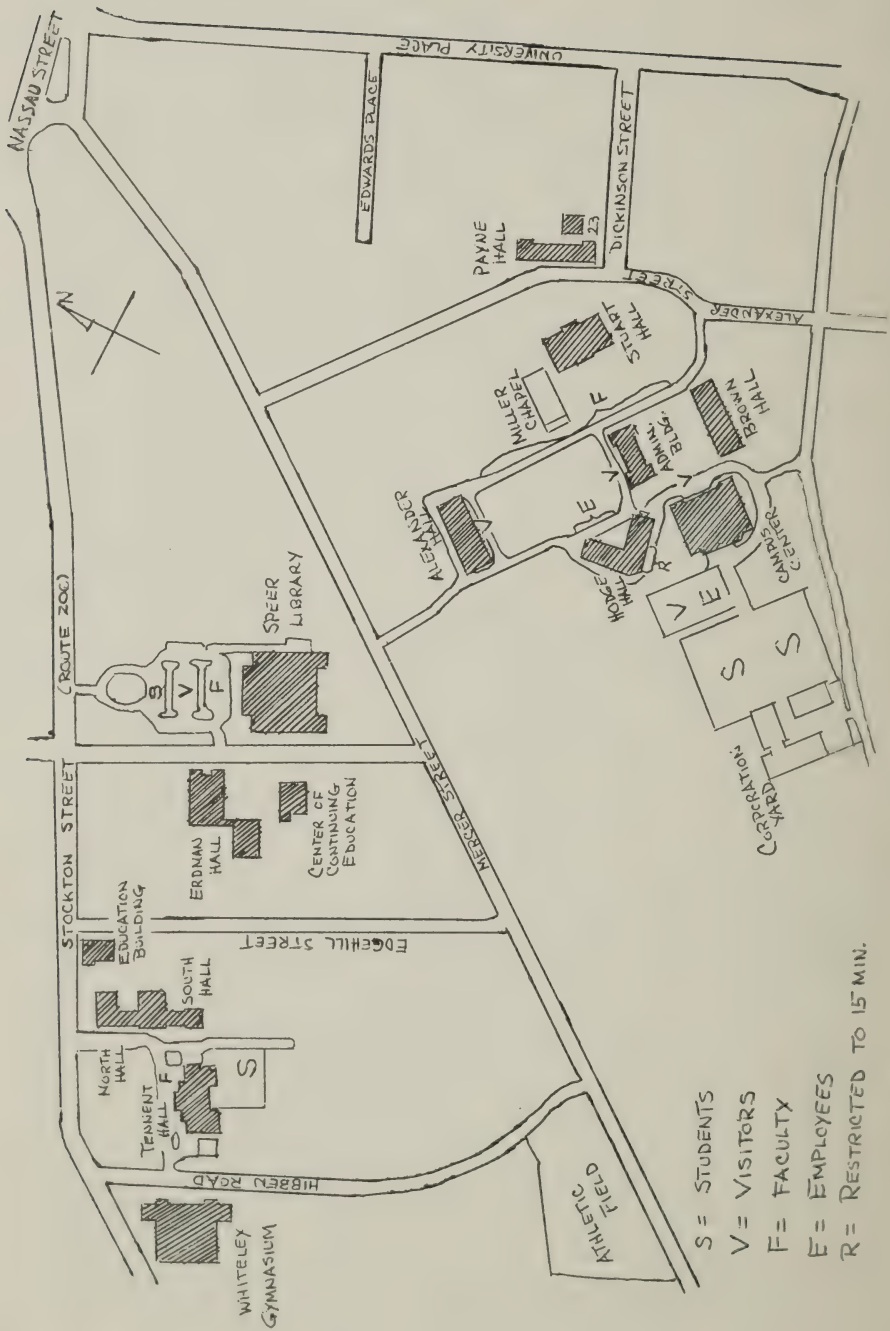 NASSAU STREET
UNIVERSITY PLACE
EDWARDS PLACE
DICKINSON STREET
PAYNE
HALL
23
ALEXANDER
STREET
N
STUART
HALL
MILLER
CHAPEL
F
ADMIN.
BLDG.
BROWN
HALL
V
V
E
V
ALEXANDER
HALL
HODGE
HALL
R
CAMPUS
CENTER
V
E
S
S
CORPORATION
YARD
(ROUTE 206)
SPEER
LIBRARY
S
V
F
STOCKTON STREET
MERCER STREET
ERDMAN
HALL
CENTER OF
CONTINUING
EDUCATION
EDUCATION
BUILDING
EDGEHILL STREET
SOUTH
HALL
NORTH
HALL
F
TENNENT
HALL
S
HIBBEN ROAD
WHITELEY
GYMNASIUM
ATHLETIC
FIELD
S = STUDENTS
V = VISITORS
F = FACULTY
E = EMPLOYEES
R = RESTRICTED TO 15 MIN.